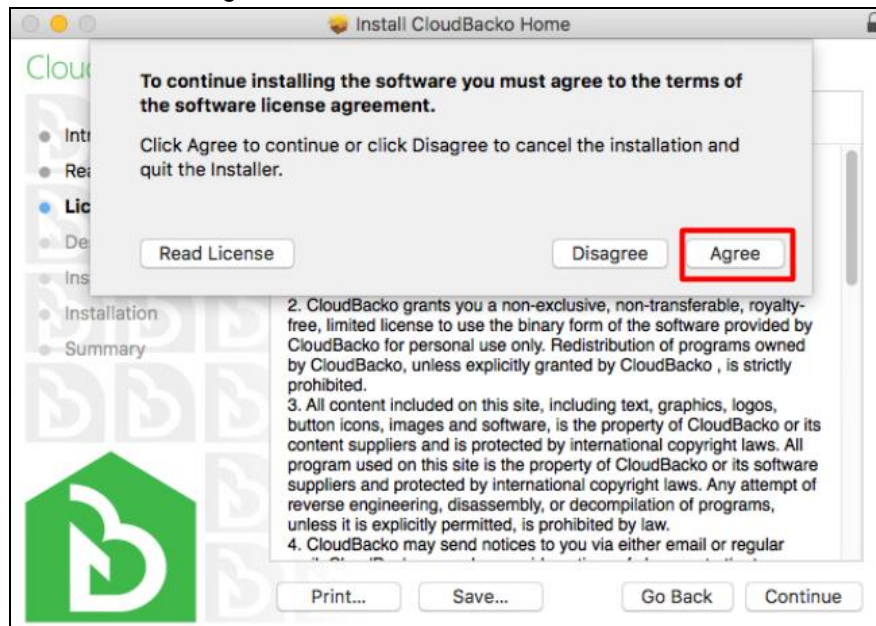 Install CloudBacko Home
Clou
To continue installing the software you must agree to the terms of
the software license agreement.
Click Agree to continue or click Disagree to cancel the installation and
quit the Installer.
Read License
Disagree
Agree
Intr
Rea
Lic
De
Ins
Installation
Summary
2. CloudBacko grants you a non-exclusive, non-transferable, royalty-
free, limited license to use the binary form of the software provided by
CloudBacko for personal use only. Redistribution of programs owned
by CloudBacko, unless explicitly granted by CloudBacko , is strictly
prohibited.
3. All content included on this site, including text, graphics, logos,
button icons, images and software, is the property of CloudBacko or its
content suppliers and is protected by international copyright laws. All
program used on this site is the property of CloudBacko or its software
suppliers and protected by international copyright laws. Any attempt of
reverse engineering, disassembly, or decompilation of programs,
unless it is explicitly permitted, is prohibited by law.
4. CloudBacko may send notices to you via either email or regular
Print...
Save...
Go Back
Continue